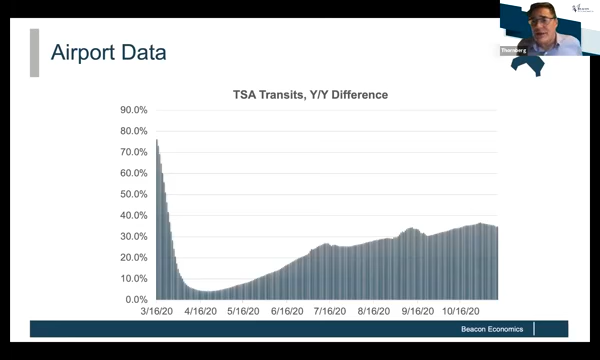 Airport Data
Thornberg
TSA Transits, Y/Y Difference
90.0%
80.0%
70.0%
60.0%
50.0%
40.0%
30.0%
20.0%
10.0%
0.0%
3/16/20 4/16/20 5/16/20 6/16/20 7/16/20 8/16/20 9/16/20 10/16/20
Beacon Economics